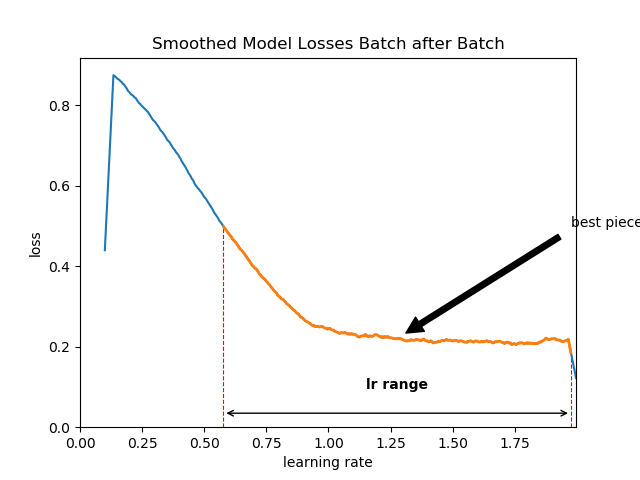 Smoothed Model Losses Batch after Batch
0.8
0.6
0.4
0.2
0.0
loss
best piece
lr range
0.00 0.25 0.50 0.75 1.00 1.25 1.50 1.75
learning rate